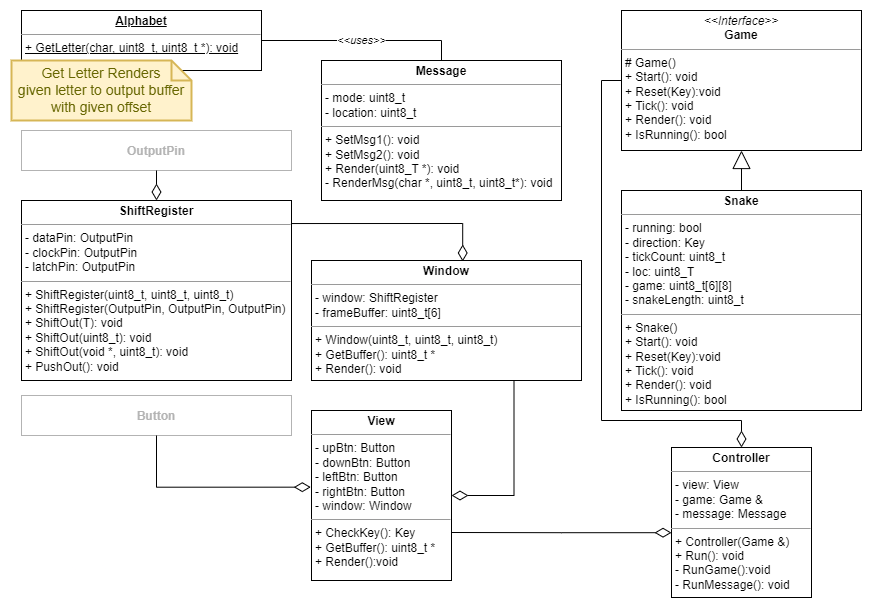 Alphabet
+ GetLetter(char, uint8_t, uint8_t *): void
Get Letter Renders
given letter to output buffer
with given offset
<<uses>>
Message
- mode: uint8_t
- location: uint8_t
+ SetMsg1(): void
+ SetMsg2(): void
+ Render(uint8_T *): void
- RenderMsg(char *, uint8_t, uint8_t*): void
<<Interface>>
Game
# Game()
+ Start(): void
+ Reset(Key):void
+ Tick(): void
+ Render(): void
+ IsRunning(): bool
OutputPin
ShiftRegister
- dataPin: OutputPin
- clockPin: OutputPin
- latchPin: OutputPin
+ ShiftRegister(uint8_t, uint8_t, uint8_t)
+ ShiftRegister(OutputPin, OutputPin, OutputPin)
+ ShiftOut(T): void
+ ShiftOut(uint8_t): void
+ ShiftOut(void *, uint8_t): void
+ PushOut(): void
Window
- window: ShiftRegister
- frameBuffer: uint8_t[6]
+ Window(uint8_t, uint8_t, uint8_t)
+ GetBuffer(): uint8_t *
+ Render(): void
Snake
- running: bool
- direction: Key
- tickCount: uint8_t
- loc: uint8_T
- game: uint8_t[6][8]
- snakeLength: uint8_t
+ Snake()
+ Start(): void
+ Reset(Key):void
+ Tick(): void
+ Render(): void
+ IsRunning(): bool
Button
View
- upBtn: Button
- downBtn: Button
- leftBtn: Button
- rightBtn: Button
- window: Window
+ CheckKey(): Key
+ GetBuffer(): uint8_t *
+ Render():void
Controller
- view: View
- game: Game &
- message: Message
+ Controller(Game &)
+ Run(): void
- RunGame():void
- RunMessage(): void